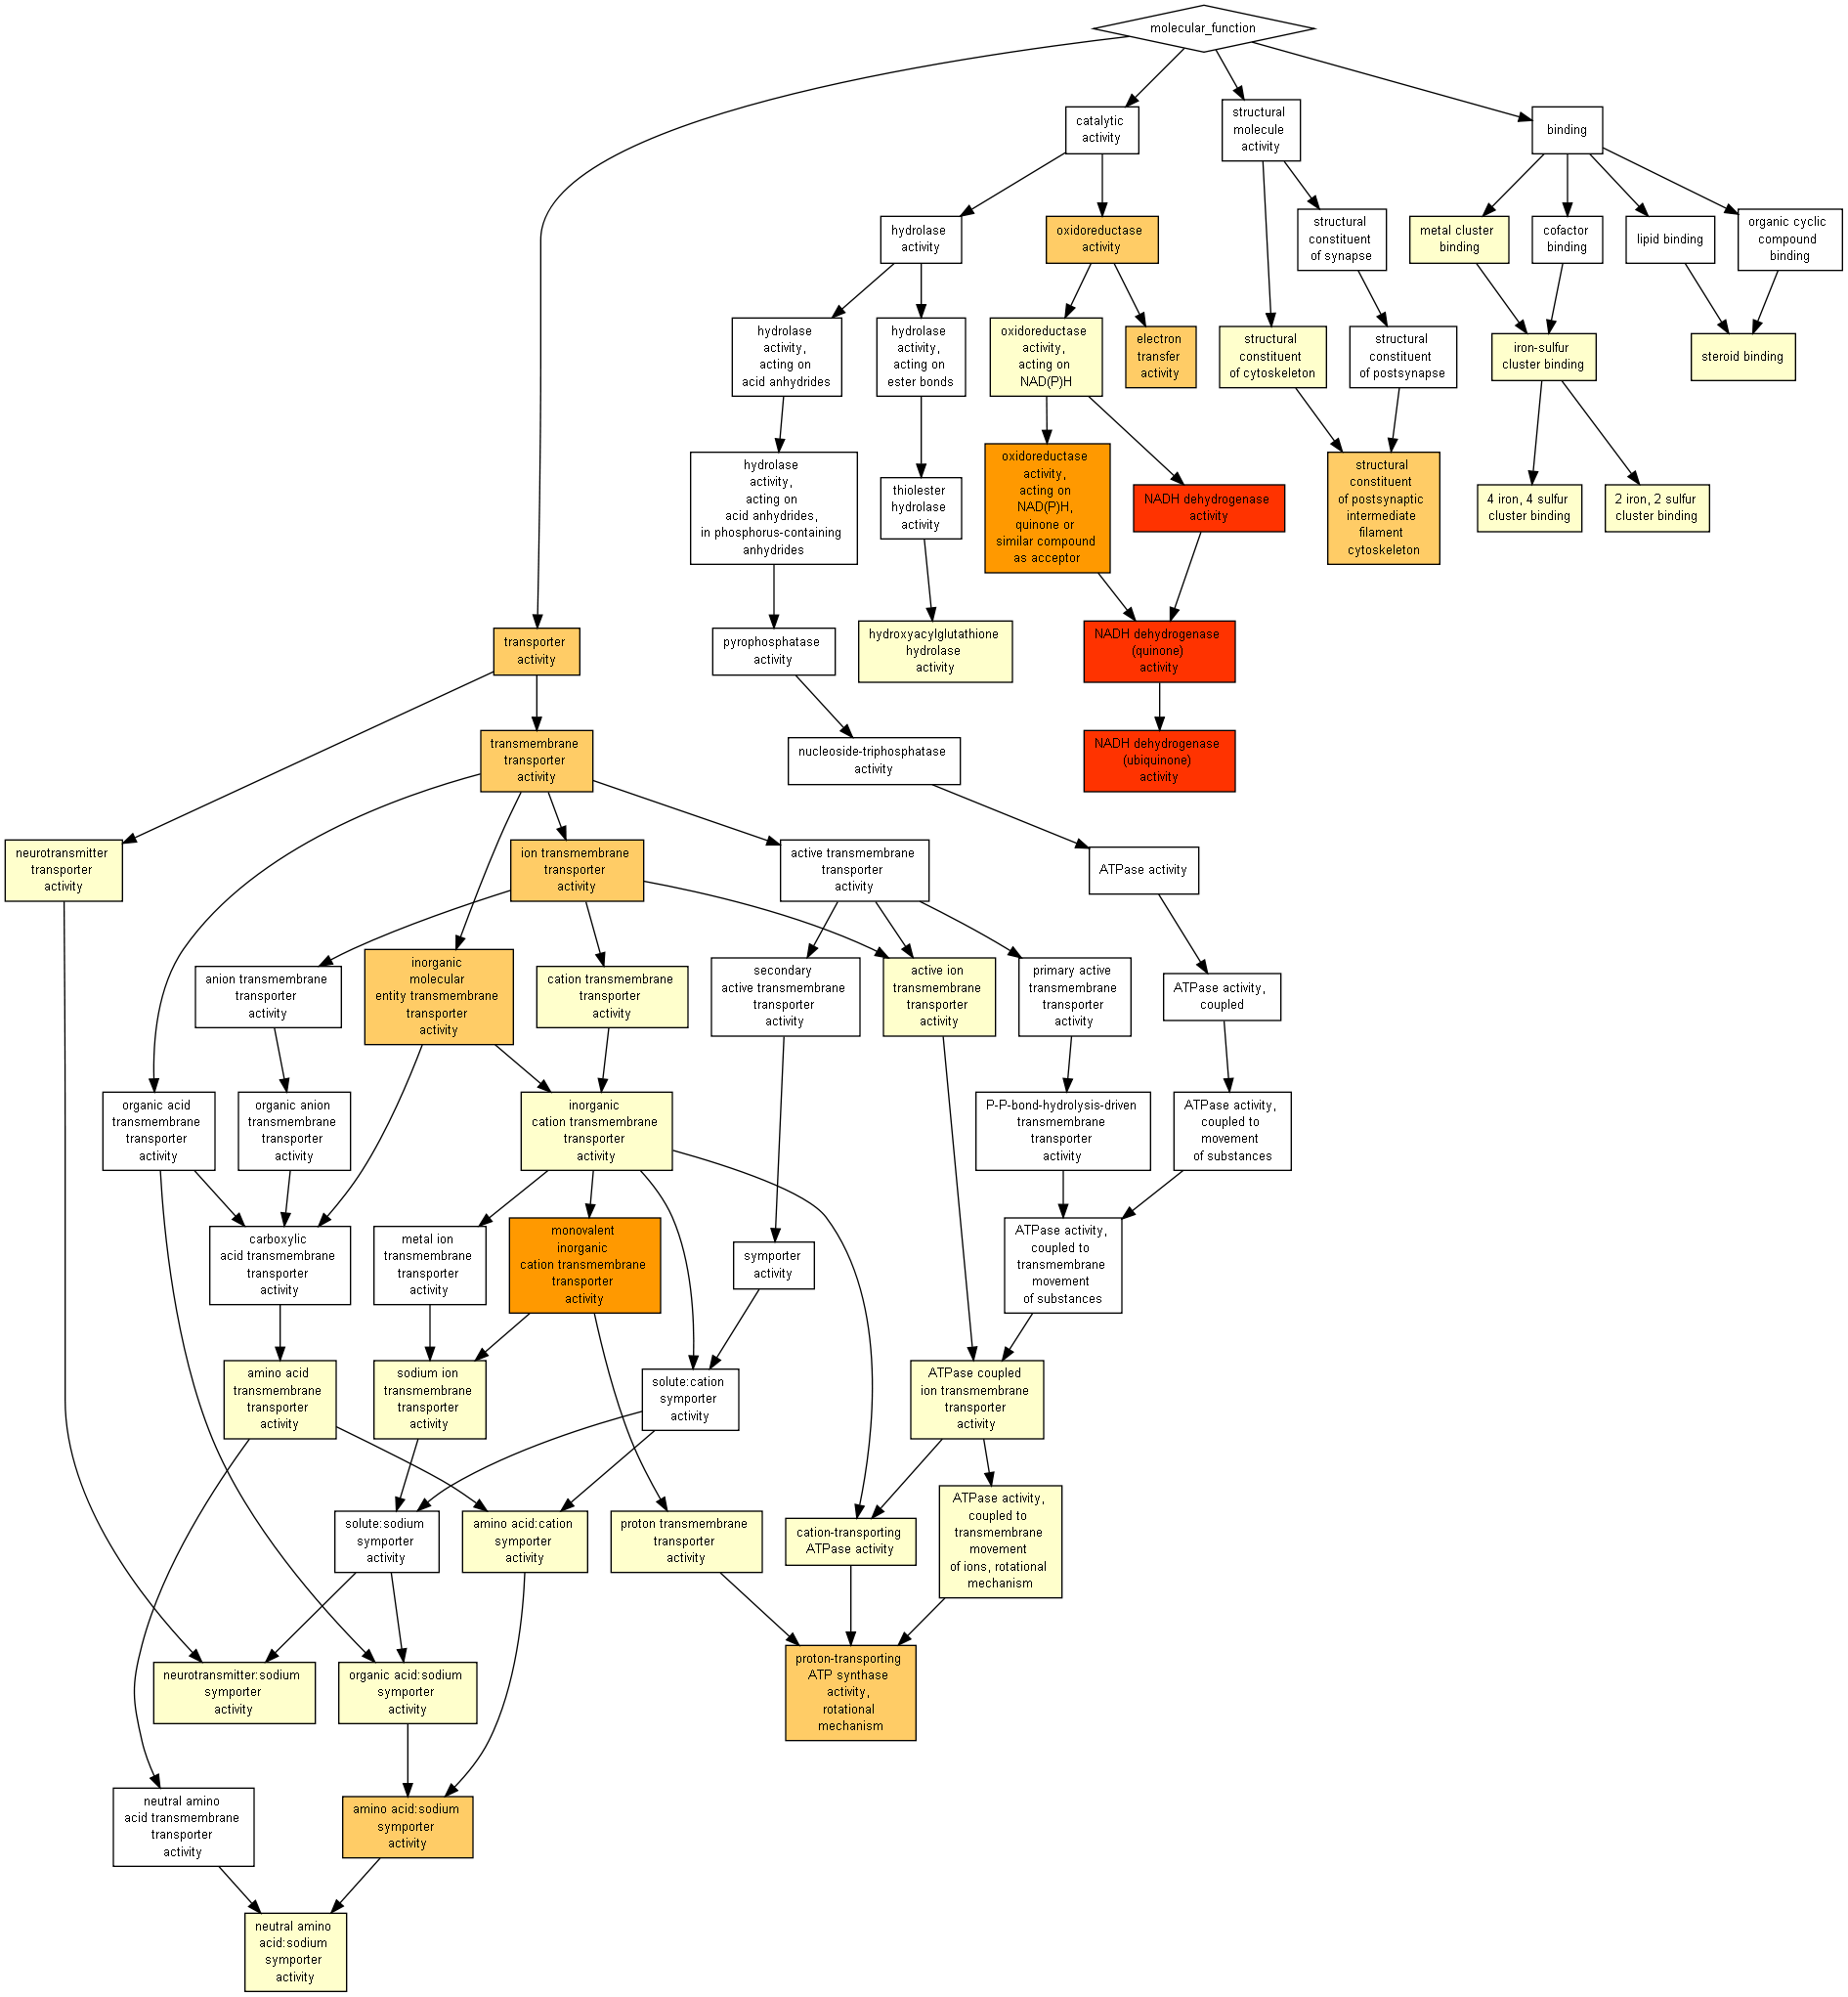 molecular_function
catalytic
activity
structural
molecule
activity
binding
hydrolase
activity
oxidoreductase
activity
structural
constituent
of synapse
metal cluster
binding
cofactor
binding
lipid binding
organic cyclic
compound
binding
hydrolase
activity,
acting on
acid anhydrides
hydrolase
activity,
acting on
ester bonds
oxidoreductase
activity,
acting on
NAD(P)H
electron
transfer
activity
structural
constituent
of cytoskeleton
structural
constituent
of postsynapse
iron-sulfur
cluster binding
steroid binding
hydrolase
activity,
acting on
acid anhydrides,
in phosphorus-containing
anhydrides
thiolester
hydrolase
activity
oxidoreductase
activity,
acting on
NAD(P)H,
quinone or
similar compound
as acceptor
NADH dehydrogenase
activity
structural
constituent
of postsynaptic
intermediate
filament
cytoskeleton
4 iron, 4 sulfur
cluster binding
2 iron, 2 sulfur
cluster binding
transporter
activity
pyrophosphatase
activity
hydroxyacylglutathione
hydrolase
activity
NADH dehydrogenase
(quinone)
activity
transmembrane
transporter
activity
nucleoside-triphosphatase
activity
NADH dehydrogenase
(ubiquinone)
activity
neurotransmitter
transporter
activity
ion transmembrane
transporter
activity
active transmembrane
transporter
activity
ATPase activity
anion transmembrane
transporter
activity
inorganic
molecular
entity transmembrane
transporter
activity
cation transmembrane
transporter
activity
secondary
active transmembrane
transporter
activity
active ion
transmembrane
transporter
activity
primary active
transmembrane
transporter
activity
ATPase activity,
coupled
organic acid
transmembrane
transporter
activity
organic anion
transmembrane
transporter
activity
inorganic
cation transmembrane
transporter
activity
P-P-bond-hydrolysis-driven
transmembrane
transporter
activity
ATPase activity,
coupled to
movement
of substances
carboxylic
acid transmembrane
transporter
activity
metal ion
transmembrane
transporter
activity
monovalent
inorganic
cation transmembrane
transporter
activity
symporter
activity
ATPase activity,
coupled to
transmembrane
movement
of substances
amino acid
transmembrane
transporter
activity
sodium ion
transmembrane
transporter
activity
solute:cation
symporter
activity
ATPase coupled
ion transmembrane
transporter
activity
solute:sodium
symporter
activity
amino acid:cation
symporter
activity
proton transmembrane
transporter
activity
cation-transporting
ATPase activity
ATPase activity,
coupled to
transmembrane
movement
of ions, rotational
mechanism
neurotransmitter:sodium
symporter
activity
organic acid:sodium
symporter
activity
proton-transporting
ATP synthase
activity,
rotational
mechanism
neutral amino
acid transmembrane
transporter
activity
amino acid:sodium
symporter
activity
neutral amino
acid:sodium
symporter
activity